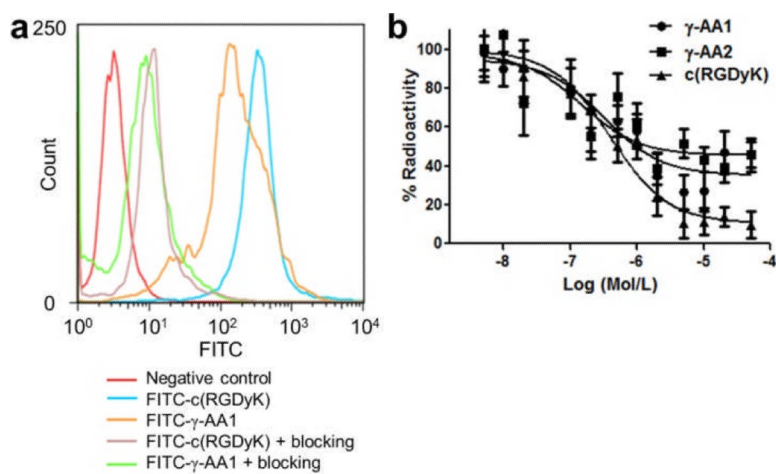 a
250
Count
0
10⁰ 10¹ 10² 10³ 10⁴
FITC
Negative control
FITC-c(RGDyK)
FITC-γ-AA1
FITC-c(RGDyK) + blocking
FITC-γ-AA1 + blocking
b
γ-AA1
γ-AA2
c(RGDyK)
% Radioactivity
100
80
60
40
20
0
-8 -7 -6 -5 -4
Log (Mol/L)